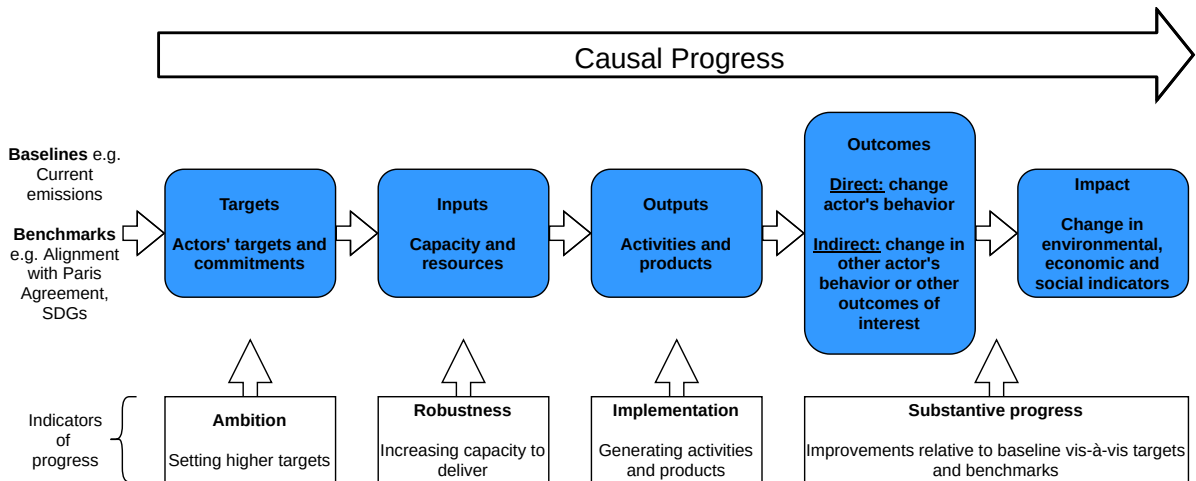 Causal Progress
Baselines e.g.
Current
emissions
Benchmarks
e.g. Alignment
with Paris
Agreement,
SDGs
Targets
Actors' targets and
commitments
Inputs
Capacity and
resources
Outputs
Activities and
products
Outcomes
Direct: change
actor's behavior
Indirect: change in
other actor's
behavior or other
outcomes of
interest
Impact
Change in
environmental,
economic and
social indicators
Indicators
of
progress
Ambition
Setting higher targets
Robustness
Increasing capacity to
deliver
Implementation
Generating activities
and products
Substantive progress
Improvements relative to baseline vis-à-vis targets
and benchmarks